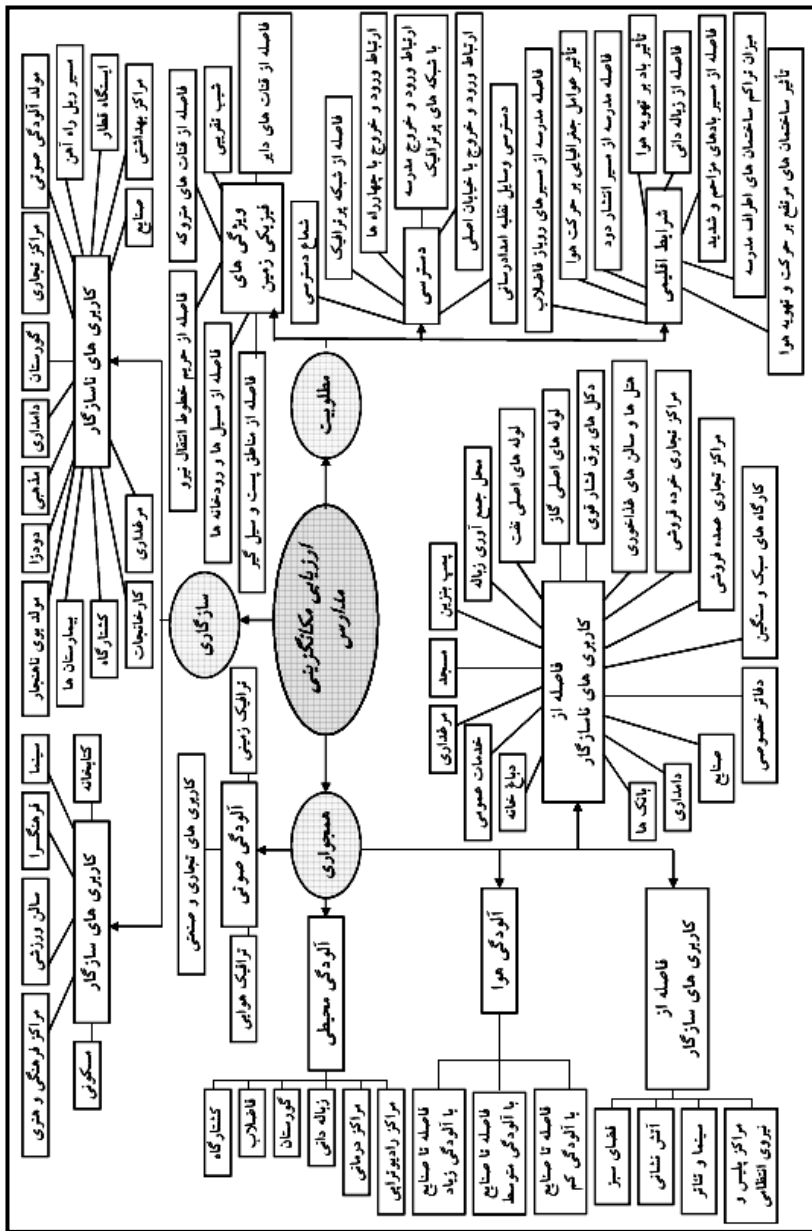 ارزیابی مکانگزینی
مدارس
مطلوبیت
ویژگی های
فیزیکی زمین
شیب تقریبی
فاصله از قنات های دایر
فاصله از قنات های متروکه
فاصله از حریم خطوط انتقال نیرو
فاصله از مسیل ها و رودخانه ها
فاصله از مناطق پست و سیل گیر
دسترسی
ارتباط ورود و خروج با خیابان اصلی
ارتباط ورود و خروج مدرسه
با شبکه های پرترافیک
ارتباط ورود و خروج با چهارراه ها
فاصله از شبکه پرترافیک
شعاع دسترسی
دسترسی وسایل نقلیه امدادرسانی
شرایط اقلیمی
تأثیر ساختمان های مرتفع بر حرکت و تهویه هوا
میزان تراکم ساختمان های اطراف مدرسه
فاصله از مسیر بادهای مزاحم و شدید
فاصله از زباله دانی
تأثیر باد بر تهویه هوا
فاصله مدرسه از مسیر انتشار دود
تأثیر عوامل جغرافیایی بر حرکت هوا
فاصله مدرسه از مسیرهای روباز فاضلاب
سازگاری
کاربری های ناسازگار
صنایع
مراکز بهداشتی
ایستگاه قطار
مسیر ریل راه آهن
مولد آلودگی صوتی
مراکز تجاری
گورستان
دامداری
مذهبی
دودزا
مولد بوی ناهنجار
بیمارستان ها
کشتارگاه
کارخانجات
مرغداری
کاربری های سازگار
کتابخانه
سینما
فرهنگسرا
سالن ورزشی
مراکز فرهنگی و هنری
مسکونی
همجواری
آلودگی صوتی
ترافیک زمینی
کاربری های تجاری و صنعتی
ترافیک هوایی
آلودگی محیطی
کشتارگاه
فاضلاب
گورستان
زباله دانی
مراکز درمانی
مراکز رادیوتراپی
آلودگی هوا
فاصله تا صنایع
با آلودگی زیاد
فاصله تا صنایع
با آلودگی متوسط
فاصله تا صنایع
با آلودگی کم
فاصله از
کاربری های سازگار
فضای سبز
آتش نشانی
سینما و تئاتر
مراکز پلیس و
نیروی انتظامی
فاصله از
کاربری های ناسازگار
دکل های برق فشار قوی
لوله های اصلی گاز
لوله های اصلی نفت
محل جمع آوری زباله
پمپ بنزین
مسجد
مرغداری
خدمات عمومی
دباغ خانه
بانک ها
دامداری
صنایع
دفاتر خصوصی
کارگاه های سبک و سنگین
مراکز تجاری عمده فروشی
مراکز تجاری خرده فروشی
هتل ها و سالن های غذاخوری